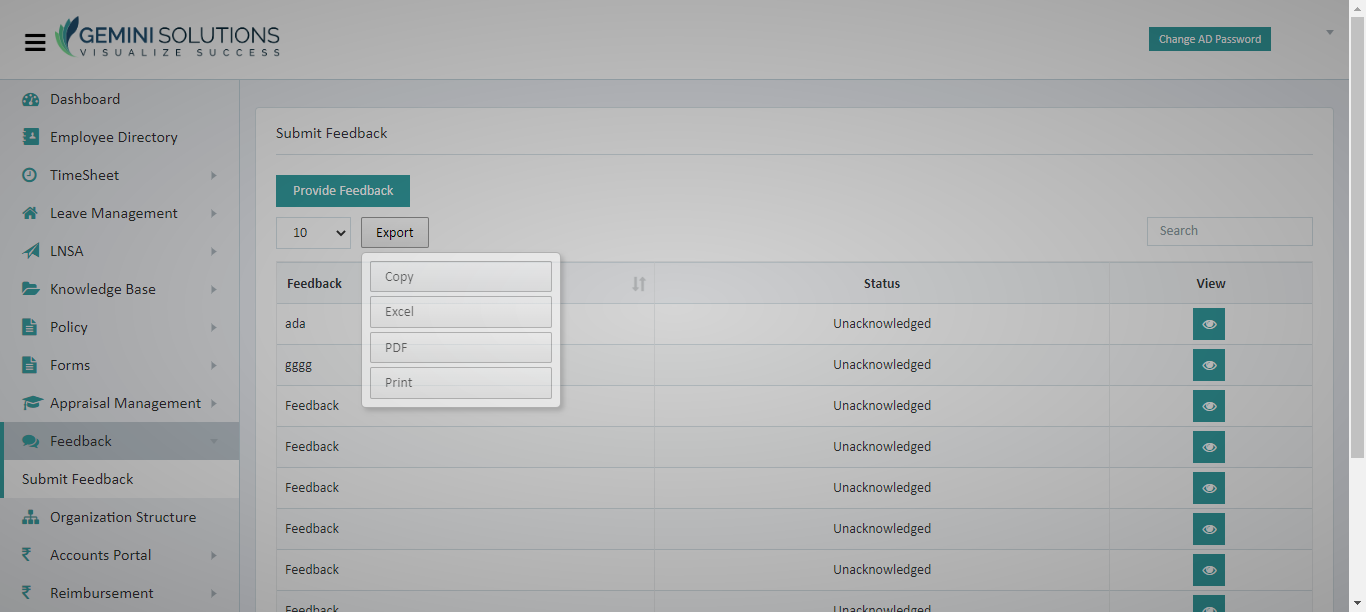 GEMINI SOLUTIONS
VISUALIZE SUCCESS
Change AD Password
Dashboard
Employee Directory
TimeSheet
Leave Management
LNSA
Knowledge Base
Policy
Forms
Appraisal Management
Feedback
Submit Feedback
Organization Structure
Accounts Portal
Reimbursement
Submit Feedback
Provide Feedback
10
Export
Search
Copy
Excel
PDF
Print
Feedback Status View
ada Unacknowledged
gggg Unacknowledged
Feedback Unacknowledged
Feedback Unacknowledged
Feedback Unacknowledged
Feedback Unacknowledged
Feedback Unacknowledged
Feedback Unacknowledged